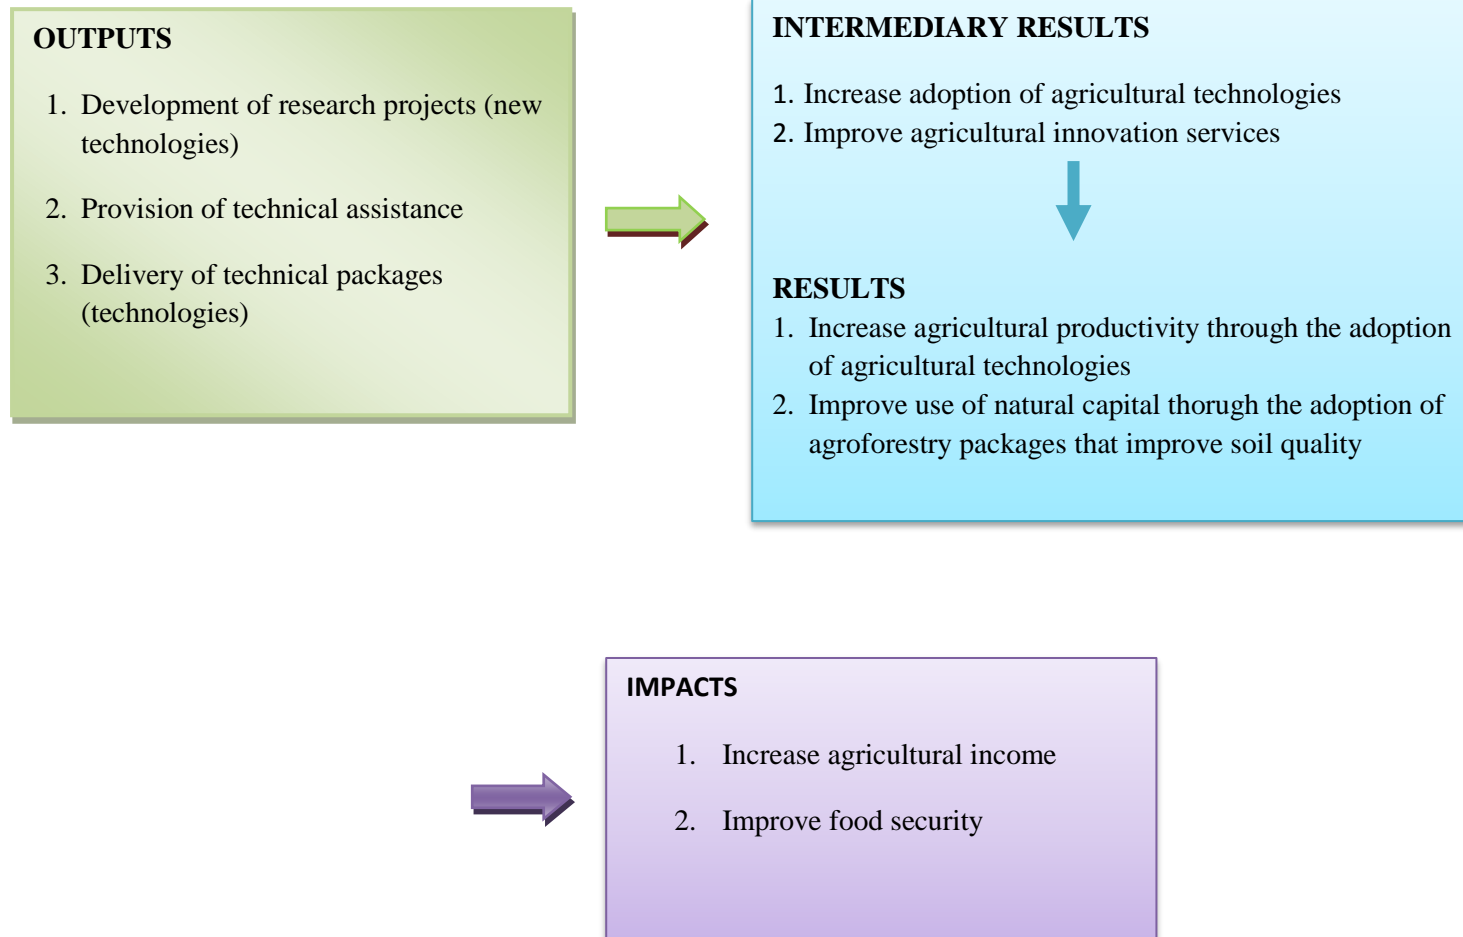 OUTPUTS
1. Development of research projects (new
technologies)
2. Provision of technical assistance
3. Delivery of technical packages
(technologies)
INTERMEDIARY RESULTS
1. Increase adoption of agricultural technologies
2. Improve agricultural innovation services
RESULTS
1. Increase agricultural productivity through the adoption
of agricultural technologies
2. Improve use of natural capital thorugh the adoption of
agroforestry packages that improve soil quality
IMPACTS
1. Increase agricultural income
2. Improve food security